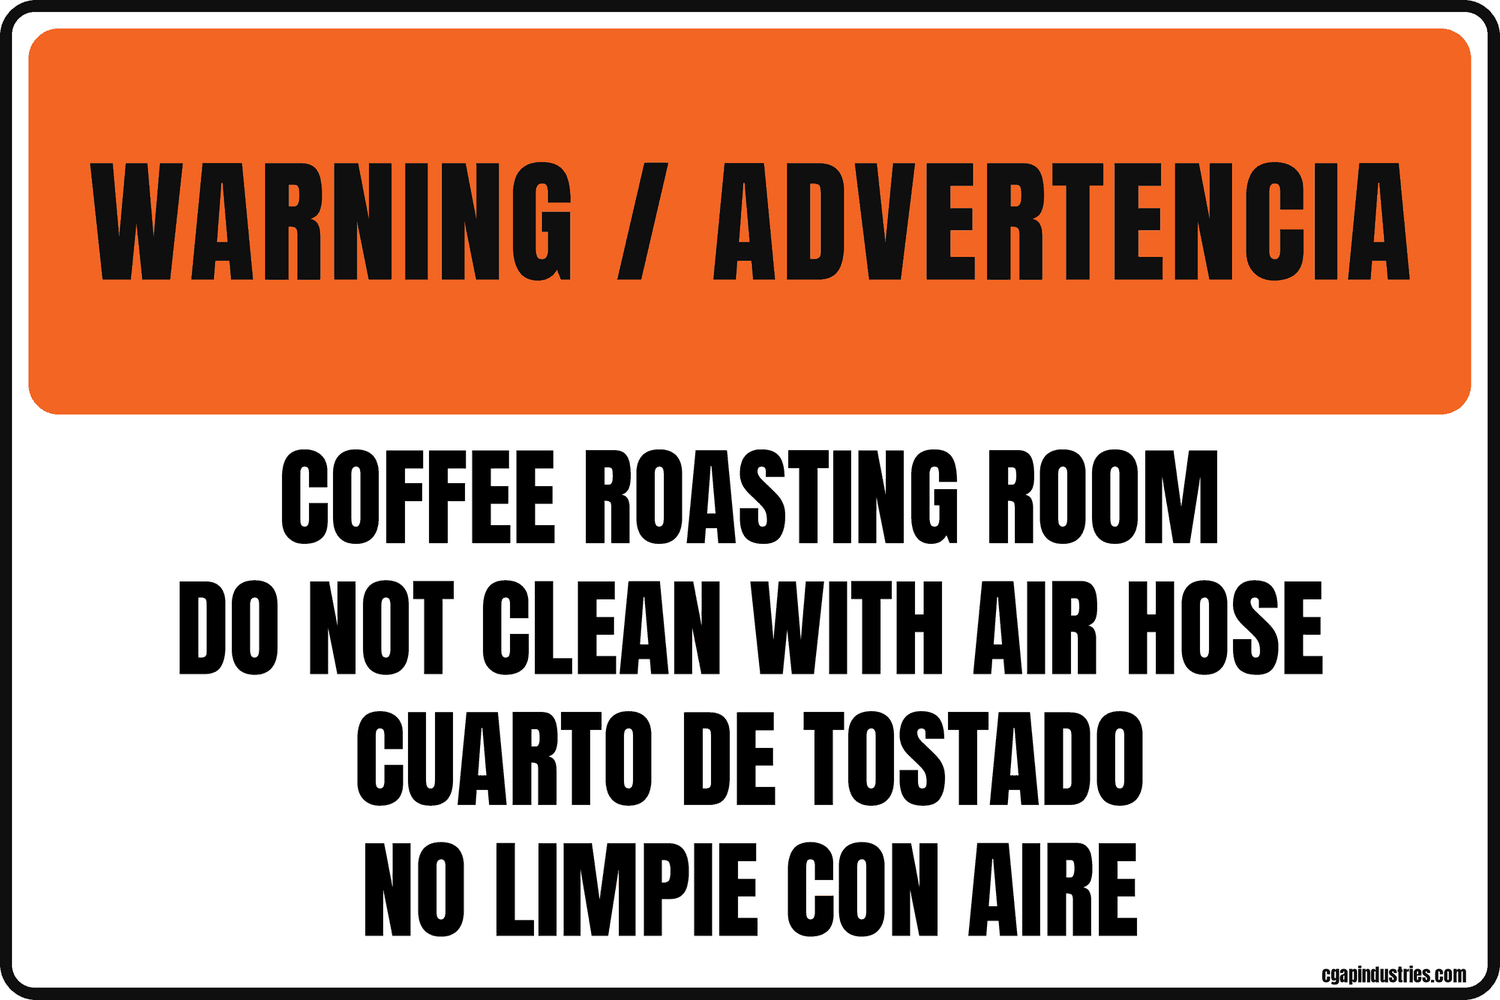 WARNING / ADVERTENCIA
COFFEE ROASTING ROOM
DO NOT CLEAN WITH AIR HOSE
CUARTO DE TOSTADO
NO LIMPIE CON AIRE
cgapindustries.com